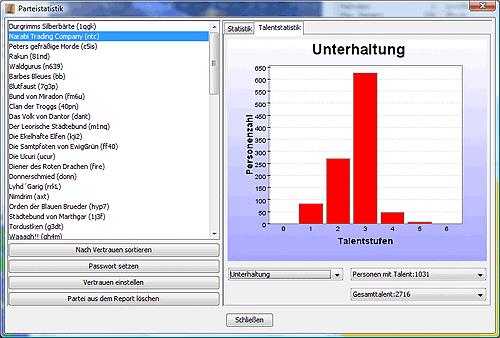 Parteistatistik
Durgrimms Silberbärte (1qgk)
Narabi Trading Company (ntc)
Peters gefräßige Horde (c5is)
Rakun (81nd)
Waldgurus (n639)
Barbes Bleues (bb)
Blutfaust (7g3p)
Bund von Miradon (fm6u)
Clan der Troggs (40pn)
Das Volk von Dantor (dant)
Der Leorische Städtebund (m1nq)
Die Ekelhafte Elfen (kji2)
Die Samtpfoten von EwigGrün (ff40)
Die Ucuri (ucur)
Diener des Roten Drachen (fire)
Donnerschmied (donn)
Lyhd´Garig (rrkL)
Nimdrim (axt)
Orden der Blauen Brueder (hyp7)
Städtebund von Marthgar (1j3f)
Tordustken (g3dt)
Waaagh!! (gh4m)
Nach Vertrauen sortieren
Passwort setzen
Vertrauen einstellen
Partei aus dem Report löschen
Statistik
Talentstatistik
Unterhaltung
Personenzahl
650
600
550
500
450
400
350
300
250
200
150
100
50
0
0 1 2 3 4 5 6
Talentstufen
Unterhaltung
Personen mit Talent:1031
Gesamttalent:2716
Schließen